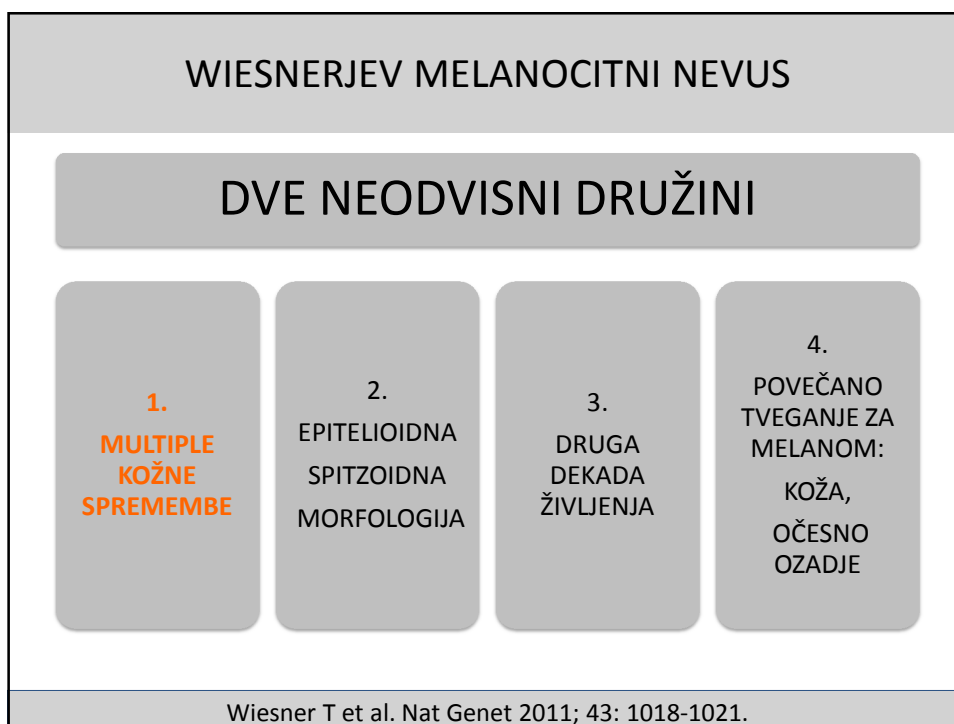 WIESNERJEV MELANOCITNI NEVUS
DVE NEODVISNI DRUŽINI
1.
MULTIPLE
KOŽNE
SPREMEMBE
2.
EPITELIOIDNA
SPITZOIDNA
MORFOLOGIJA
3.
DRUGA
DEKADA
ŽIVLJENJA
4.
POVEČANO
TVEGANJE ZA
MELANOM:
KOŽA,
OČESNO
OZADJE
Wiesner T et al. Nat Genet 2011; 43: 1018-1021.